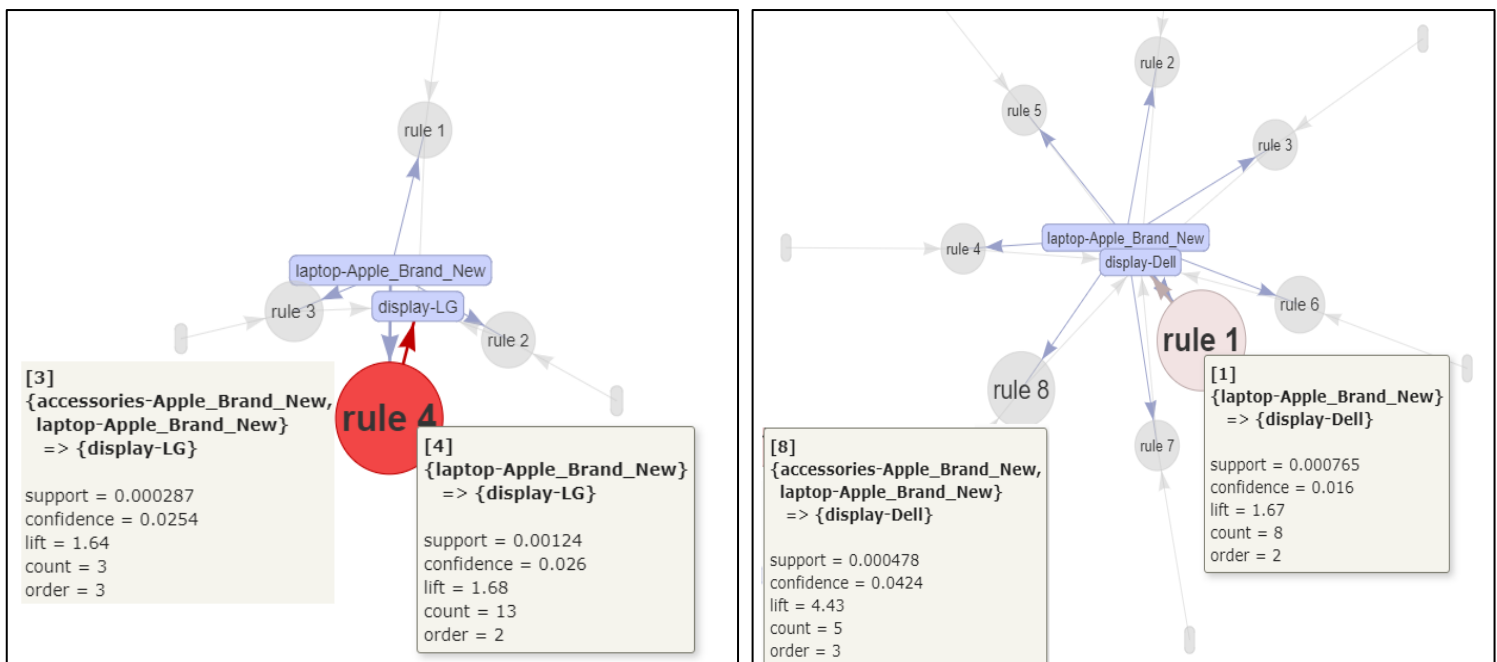 rule 1
laptop-Apple_Brand_New
display-LG
rule 3
rule 2
rule 4
[3]
{accessories-Apple_Brand_New,
laptop-Apple_Brand_New}
=> {display-LG}
support = 0.000287
confidence = 0.0254
lift = 1.64
count = 3
order = 3
[4]
{laptop-Apple_Brand_New}
=> {display-LG}
support = 0.00124
confidence = 0.026
lift = 1.68
count = 13
order = 2
rule 2
rule 5
rule 3
laptop-Apple_Brand_New
rule 4
display-Dell
rule 6
rule 1
rule 8
rule 7
[1]
{laptop-Apple_Brand_New}
=> {display-Dell}
support = 0.000765
confidence = 0.016
lift = 1.67
count = 8
order = 2
[8]
{accessories-Apple_Brand_New,
laptop-Apple_Brand_New}
=> {display-Dell}
support = 0.000478
confidence = 0.0424
lift = 4.43
count = 5
order = 3